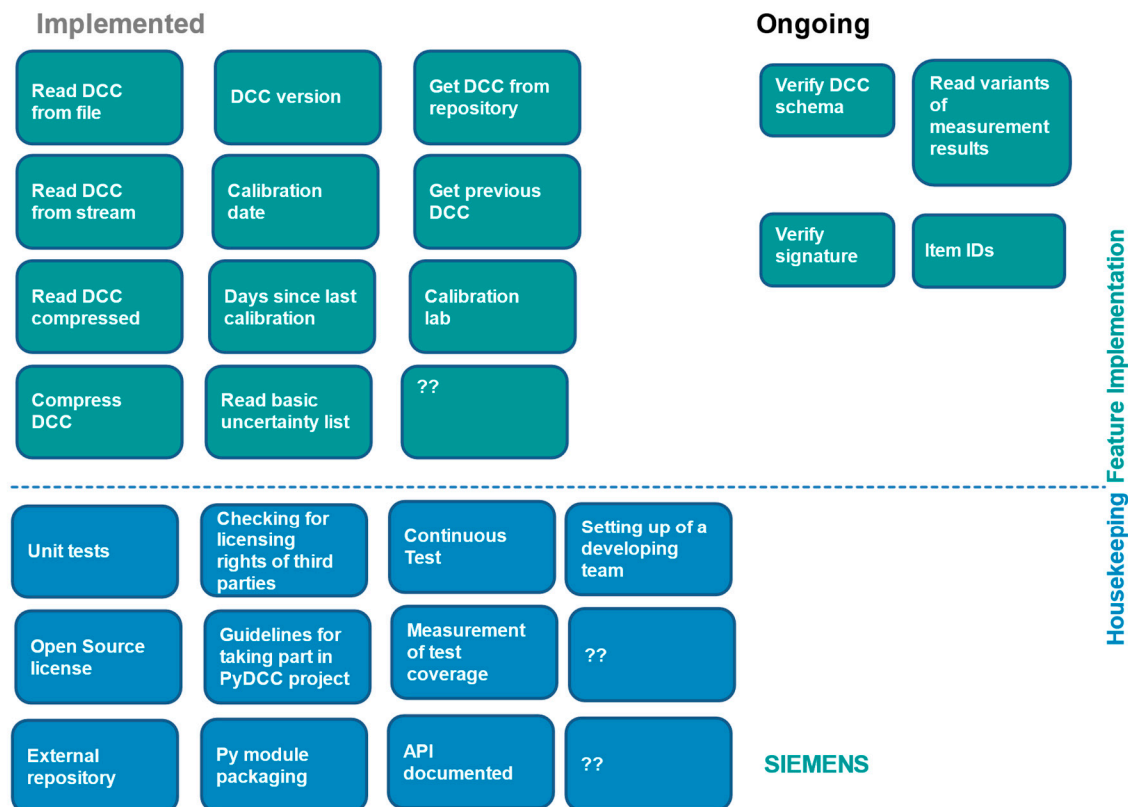 Implemented
Ongoing
Read DCC
from file
DCC version
Get DCC from
repository
Verify DCC
schema
Read variants
of
measurement
results
Read DCC
from stream
Calibration
date
Get previous
DCC
Verify
signature
Item IDs
Read DCC
compressed
Days since last
calibration
Calibration
lab
Compress
DCC
Read basic
uncertainty list
??
Feature Implementation
Housekeeping
Unit tests
Checking for
licensing
rights of third
parties
Continuous
Test
Setting up of a
developing
team
Open Source
license
Guidelines for
taking part in
PyDCC project
Measurement
of test
coverage
??
External
repository
Py module
packaging
API
documented
??
SIEMENS